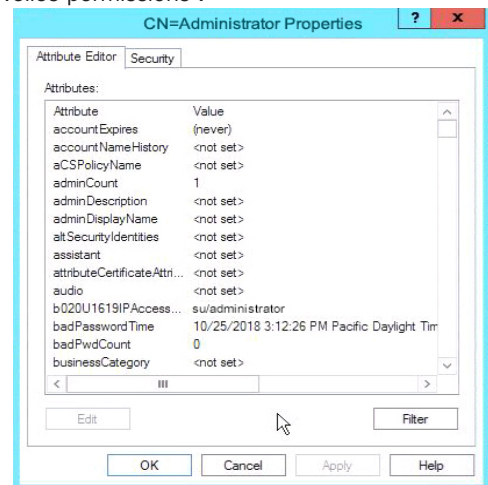 CN=Administrator Properties
? x
Attribute Editor Security
Attributes:
Attribute Value
accountExpires (never)
accountNameHistory <not set>
aCSPolicyName <not set>
adminCount 1
adminDescription <not set>
adminDisplayName <not set>
altSecurityIdentities <not set>
assistant <not set>
attributeCertificateAttri... <not set>
audio <not set>
b020U1619IPAccess... su/administrator
badPasswordTime 10/25/2018 3:12:26 PM Pacific Daylight Tim
badPwdCount 0
businessCategory <not set>
Edit Filter
OK Cancel Apply Help